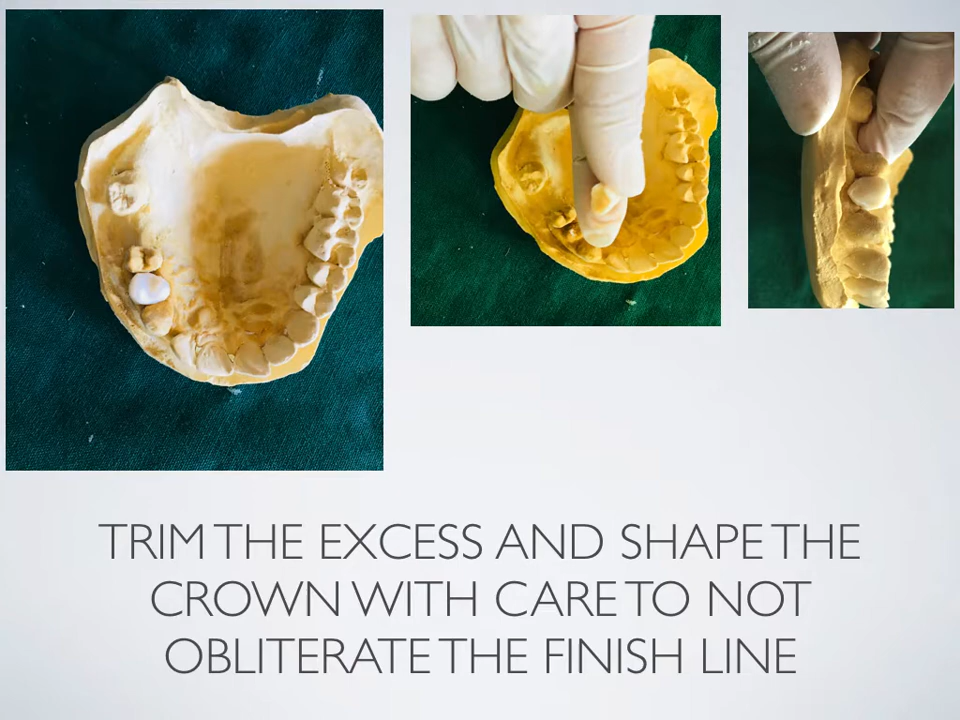 TRIM THE EXCESS AND SHAPE THE
CROWN WITH CARE TO NOT
OBLITERATE THE FINISH LINE